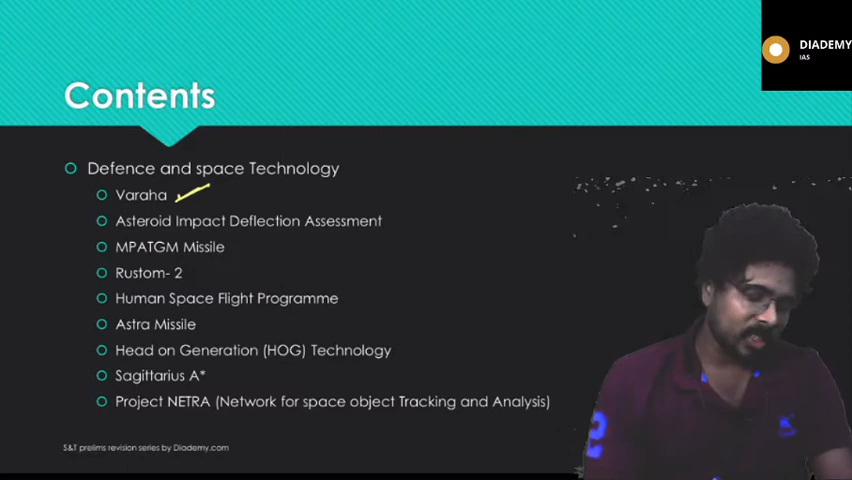 DIADEMY
IAS
Contents
Defence and space Technology
Varaha
Asteroid Impact Deflection Assessment
MPATGM Missile
Rustom- 2
Human Space Flight Programme
Astra Missile
Head on Generation (HOG) Technology
Sagittarius A*
Project NETRA (Network for space object Tracking and Analysis)
S&T prelims revision series by Diademy.com